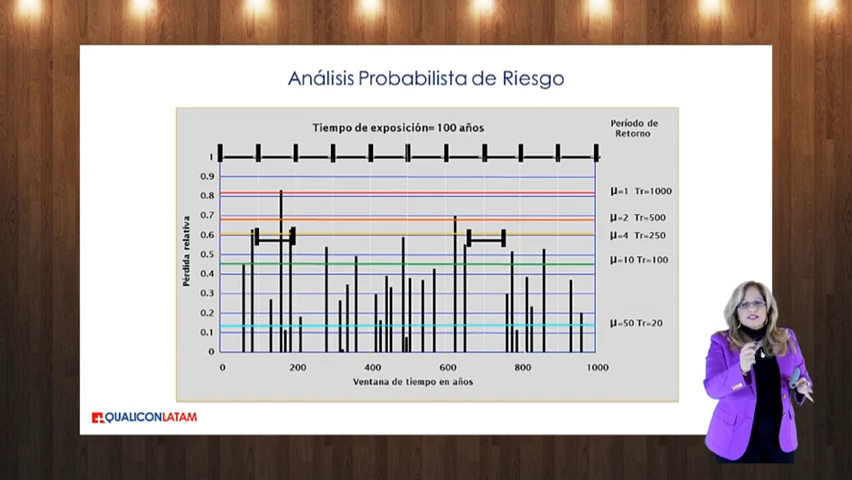 Análisis Probabilista de Riesgo
Tiempo de exposición= 100 años
Período de
Retorno
1
0.9
0.8
0.7
0.6
0.5
0.4
0.3
0.2
0.1
0
Pérdida relativa
μ=1 Tr=1000
μ=2 Tr=500
μ=4 Tr=250
μ=10 Tr=100
μ=50 Tr=20
0 200 400 600 800 1000
Ventana de tiempo en años
QUALICONLATAM